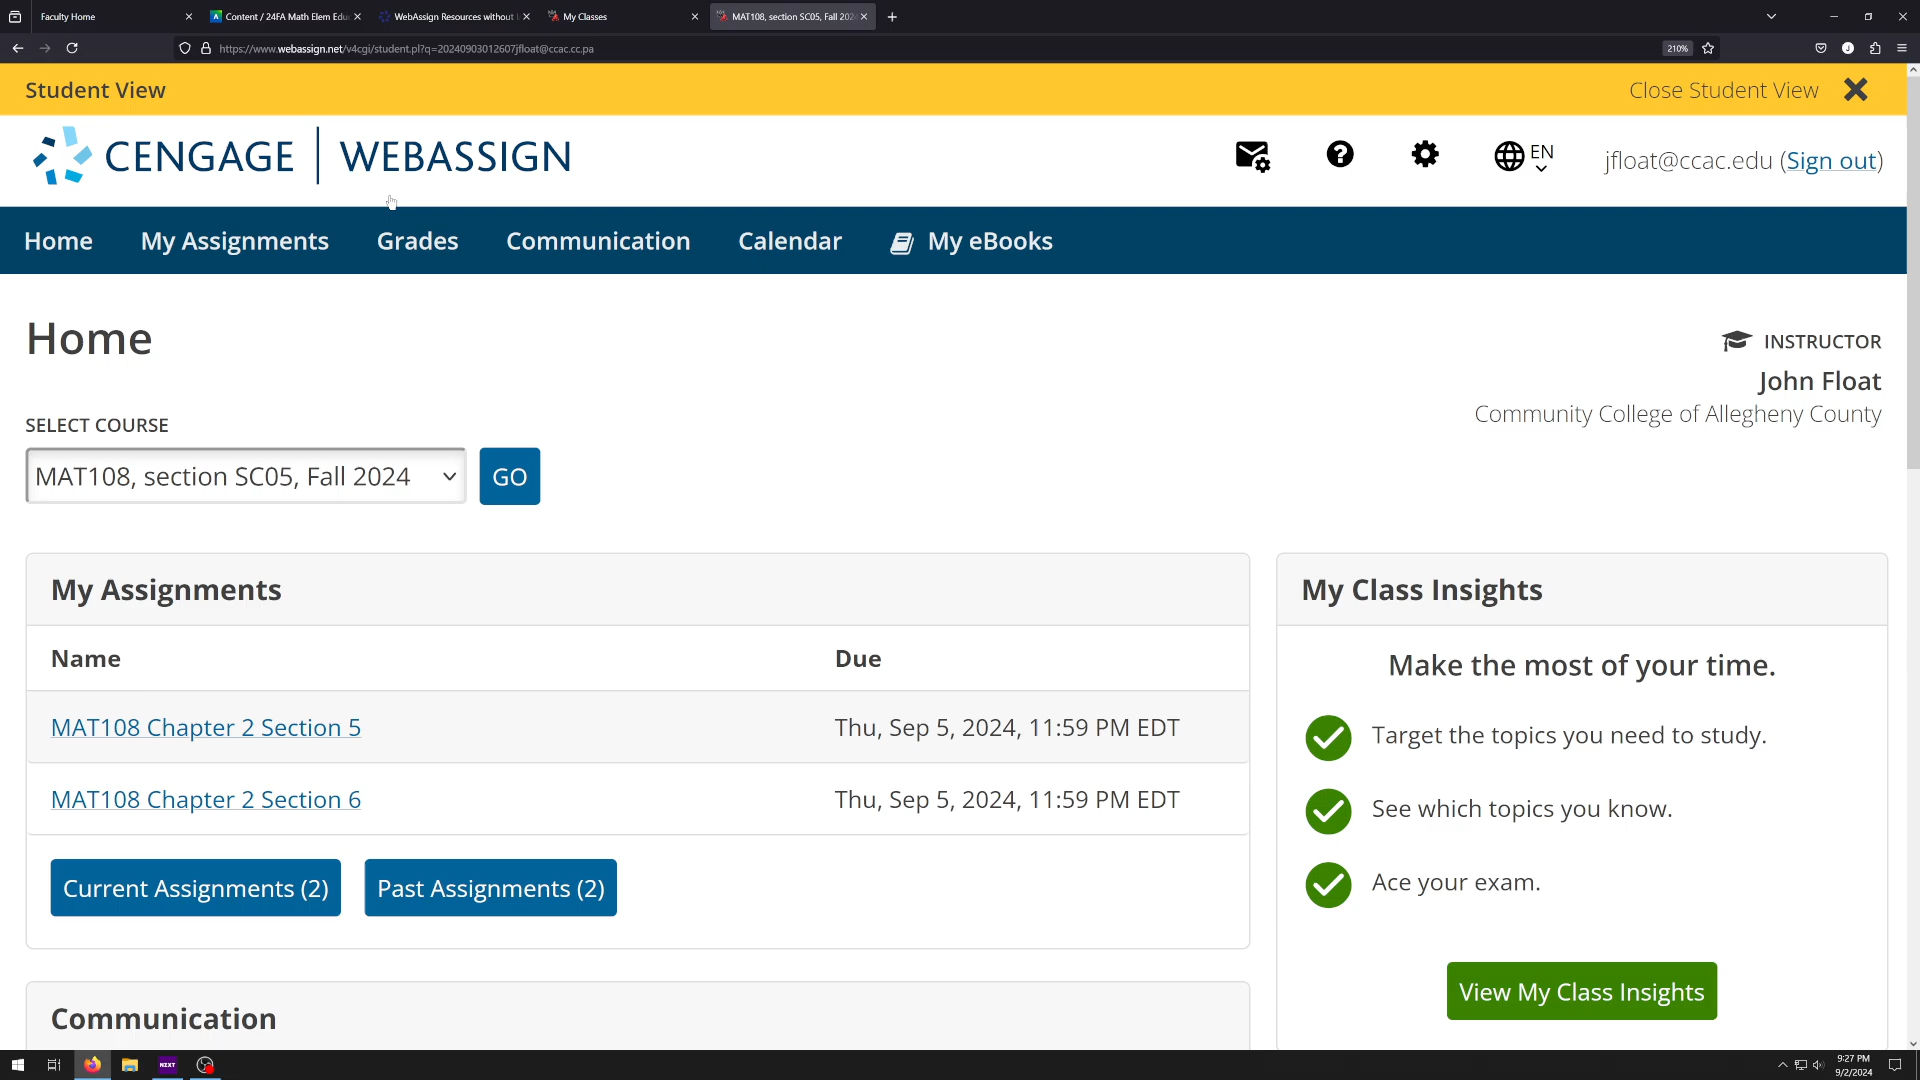 Faculty Home
Content / 24FA Math Elem Edu
WebAssign Resources without
My Classes
MAT108, section SC05, Fall 202
https://www.webassign.net/v4cgi/student.pl?q=20240903012607jfloat@ccac.cc.pa
210%
Student View
Close Student View
CENGAGE | WEBASSIGN
EN
jfloat@ccac.edu (Sign out)
Home
My Assignments
Grades
Communication
Calendar
My eBooks
Home
INSTRUCTOR
John Float
Community College of Allegheny County
SELECT COURSE
MAT108, section SC05, Fall 2024
GO
My Assignments
Name
Due
MAT108 Chapter 2 Section 5
Thu, Sep 5, 2024, 11:59 PM EDT
MAT108 Chapter 2 Section 6
Thu, Sep 5, 2024, 11:59 PM EDT
Current Assignments (2)
Past Assignments (2)
Communication
My Class Insights
Make the most of your time.
Target the topics you need to study.
See which topics you know.
Ace your exam.
View My Class Insights
NZXT
9:27 PM
9/2/2024